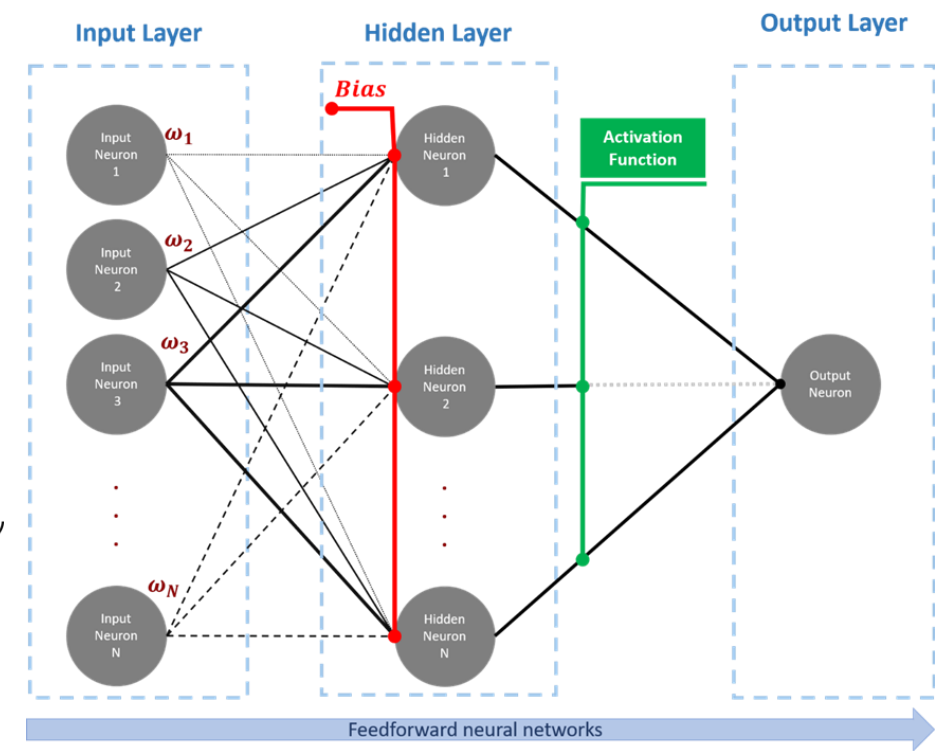 Input Layer
Hidden Layer
Output Layer
Bias
Activation
Function
ω1
Input
Neuron
1
ω2
Input
Neuron
2
ω3
Input
Neuron
3
.
.
.
ωN
Input
Neuron
N
Hidden
Neuron
1
Hidden
Neuron
2
.
.
.
Hidden
Neuron
N
Output
Neuron
Feedforward neural networks